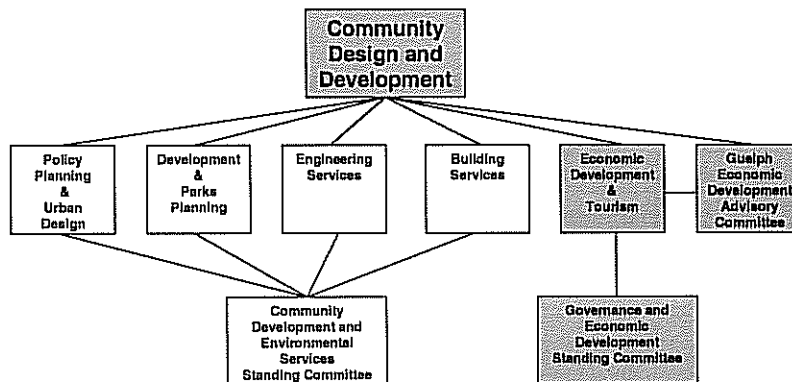 Community
Design and
Development
Policy
Planning
&
Urban
Design
Development
&
Parks
Planning
Engineering
Services
Building
Services
Economic
Development
&
Tourism
Guelph
Economic
Development
Advisory
Committee
Community
Development and
Environmental
Services
Standing Committee
Governance and
Economic
Development
Standing Committee